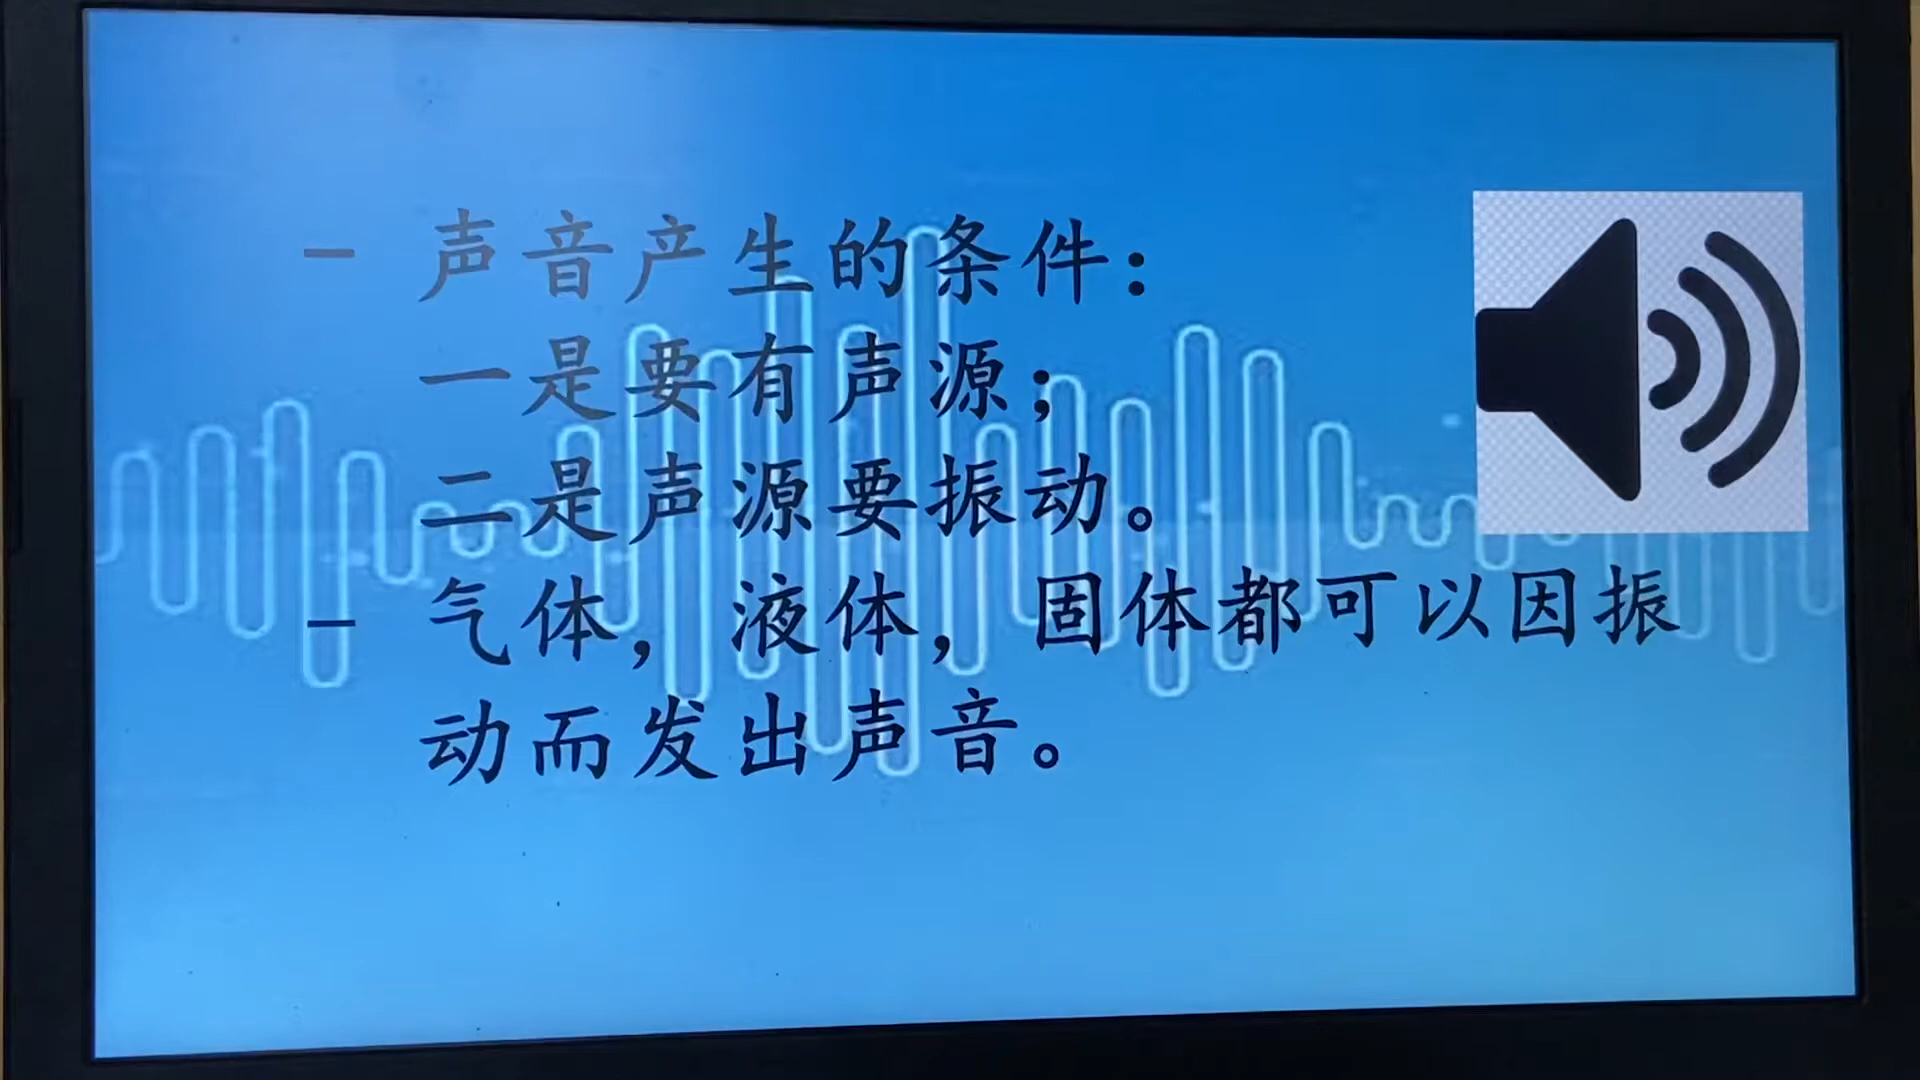 - 声音产生的条件：
一是要有声源；
二是声源要振动。
- 气体，液体，固体都可以因振
动而发出声音。